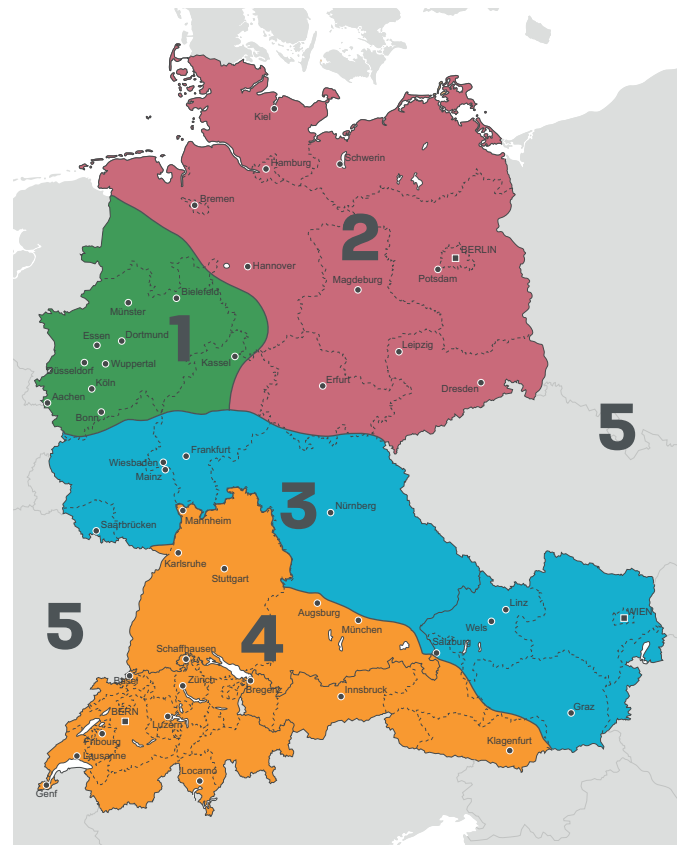 Kiel
Hamburg
Schwerin
Bremen
2
BERLIN
Hannover
Potsdam
Magdeburg
Bielefeld
Münster
1
Essen
Dortmund
Leipzig
Kassel
Wuppertal
Düsseldorf
Köln
Erfurt
Dresden
Aachen
Bonn
5
Frankfurt
Wiesbaden
Mainz
3
Nürnberg
Mannheim
Saarbrücken
Karlsruhe
Stuttgart
Linz
WIEN
Augsburg
Wels
5
München
4
Salzburg
Schaffhausen
Basel
Zürich
Bregenz
Innsbruck
Graz
BERN
Luzern
Fribourg
Klagenfurt
Lausanne
Locarno
Genf